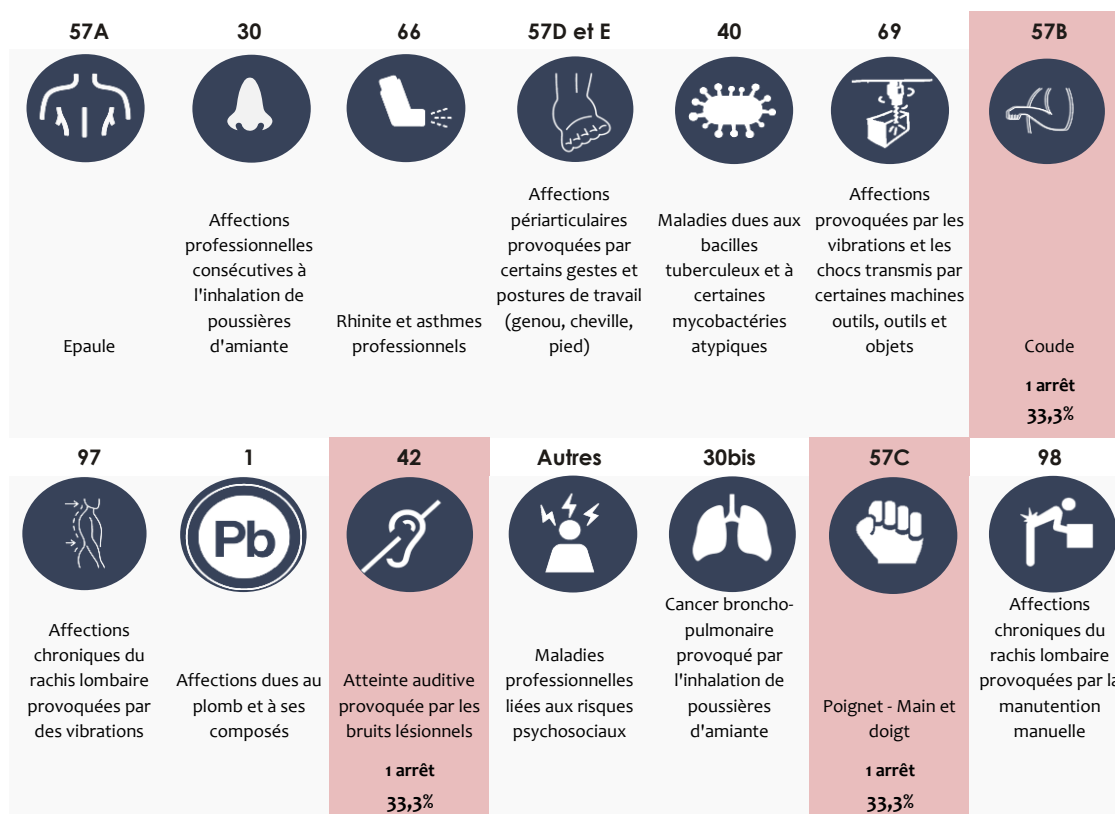 57A
Epaule
30
Affections
professionnelles
consécutives à
l'inhalation de
poussières
d'amiante
66
Rhinite et asthmes
professionnels
57D et E
Affections
périarticulaires
provoquées par
certains gestes et
postures de travail
(genou, cheville,
pied)
40
Maladies dues aux
bacilles
tuberculeux et à
certaines
mycobactéries
atypiques
69
Affections
provoquées par les
vibrations et les
chocs transmis par
certaines machines
outils, outils et
objets
57B
Coude
1 arrêt
33,3%
97
Affections
chroniques du
rachis lombaire
provoquées par
des vibrations
1
Pb
Affections dues au
plomb et à ses
composés
42
Atteinte auditive
provoquée par les
bruits lésionnels
1 arrêt
33,3%
Autres
Maladies
professionnelles
liées aux risques
psychosociaux
30bis
Cancer broncho-
pulmonaire
provoqué par
l'inhalation de
poussières
d'amiante
57C
Poignet - Main et
doigt
1 arrêt
33,3%
98
Affections
chroniques du
rachis lombaire
provoquées par la
manutention
manuelle